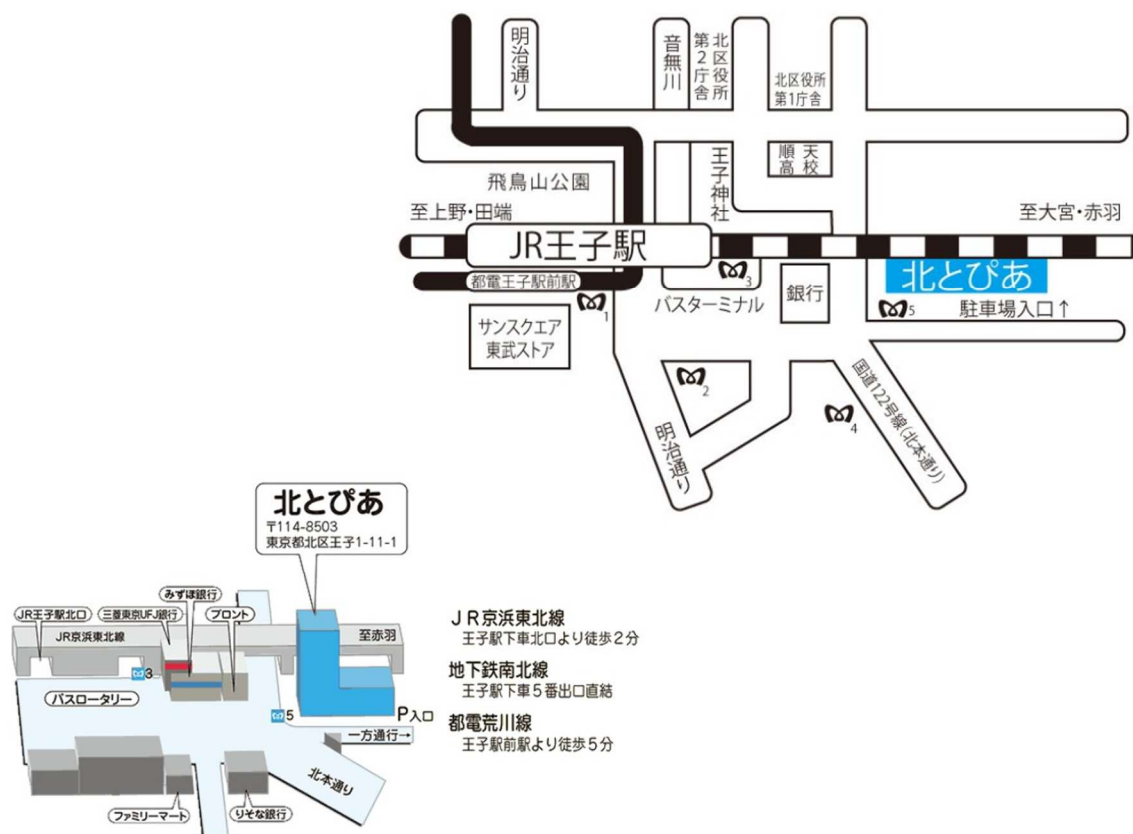 明治通り
音無川
北区役所
第2庁舎
北区役所
第1庁舎
順天
高校
王子神社
飛鳥山公園
至上野・田端
至大宮・赤羽
JR王子駅
北とぴあ
都電王子駅前駅
1
3
バスターミナル
銀行
5
駐車場入口↑
サンスクエア
東武ストア
2
4
明治通り
国道122号線(北本通り)
北とぴあ
〒114-8503
東京都北区王子1-11-1
みずほ銀行
JR王子駅北口
三菱東京UFJ銀行
プロント
JR京浜東北線
至赤羽
3
バスロータリー
5
P入口
一方通行→
北本通り
ファミリーマート
りそな銀行
JR京浜東北線
王子駅下車北口より徒歩2分
地下鉄南北線
王子駅下車5番出口直結
都電荒川線
王子駅前駅より徒歩5分